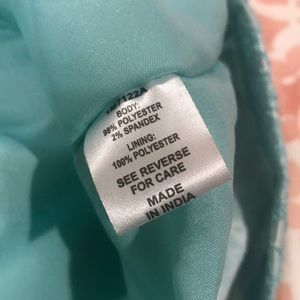 BODY:
98% POLYESTER
2% SPANDEX
LINING:
100% POLYESTER
SEE REVERSE
FOR CARE
MADE
IN INDIA